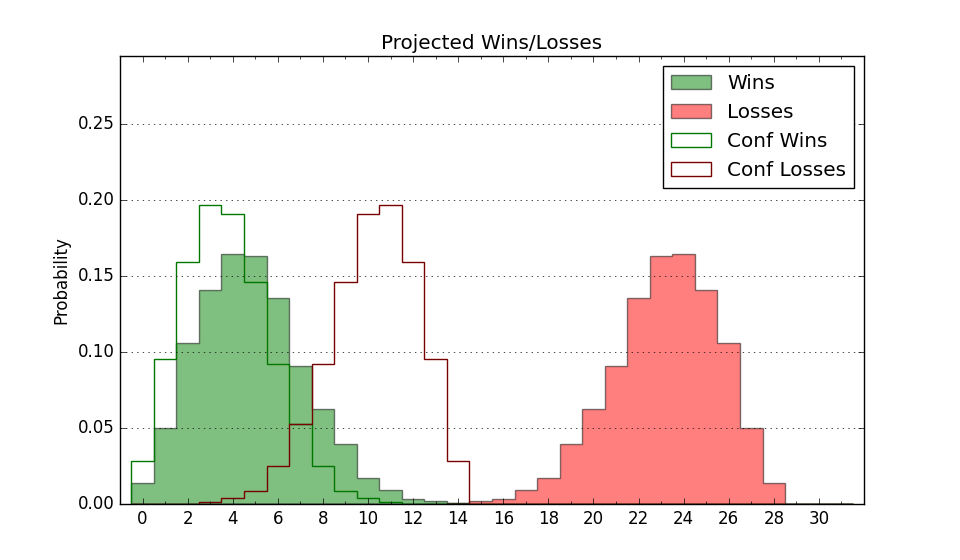 Projected Wins/Losses
Wins
Losses
Conf Wins
Conf Losses
Probability
0.25
0.20
0.15
0.10
0.05
0.00
0 2 4 6 8 10 12 14 16 18 20 22 24 26 28 30